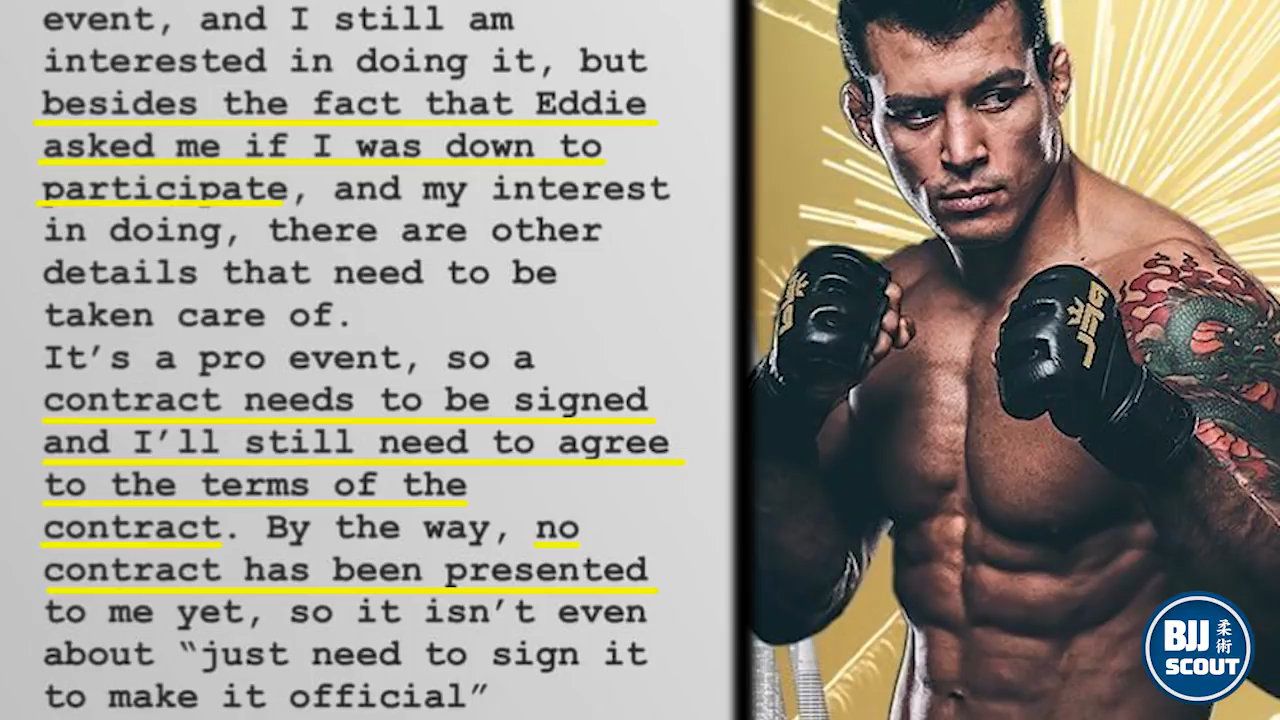 event, and I still am
interested in doing it, but
besides the fact that Eddie
asked me if I was down to
participate, and my interest
in doing, there are other
details that need to be
taken care of.
It’s a pro event, so a
contract needs to be signed
and I’ll still need to agree
to the terms of the
contract. By the way, no
contract has been presented
to me yet, so it isn’t even
about “just need to sign it
to make it official”
BJJ 柔術
SCOUT